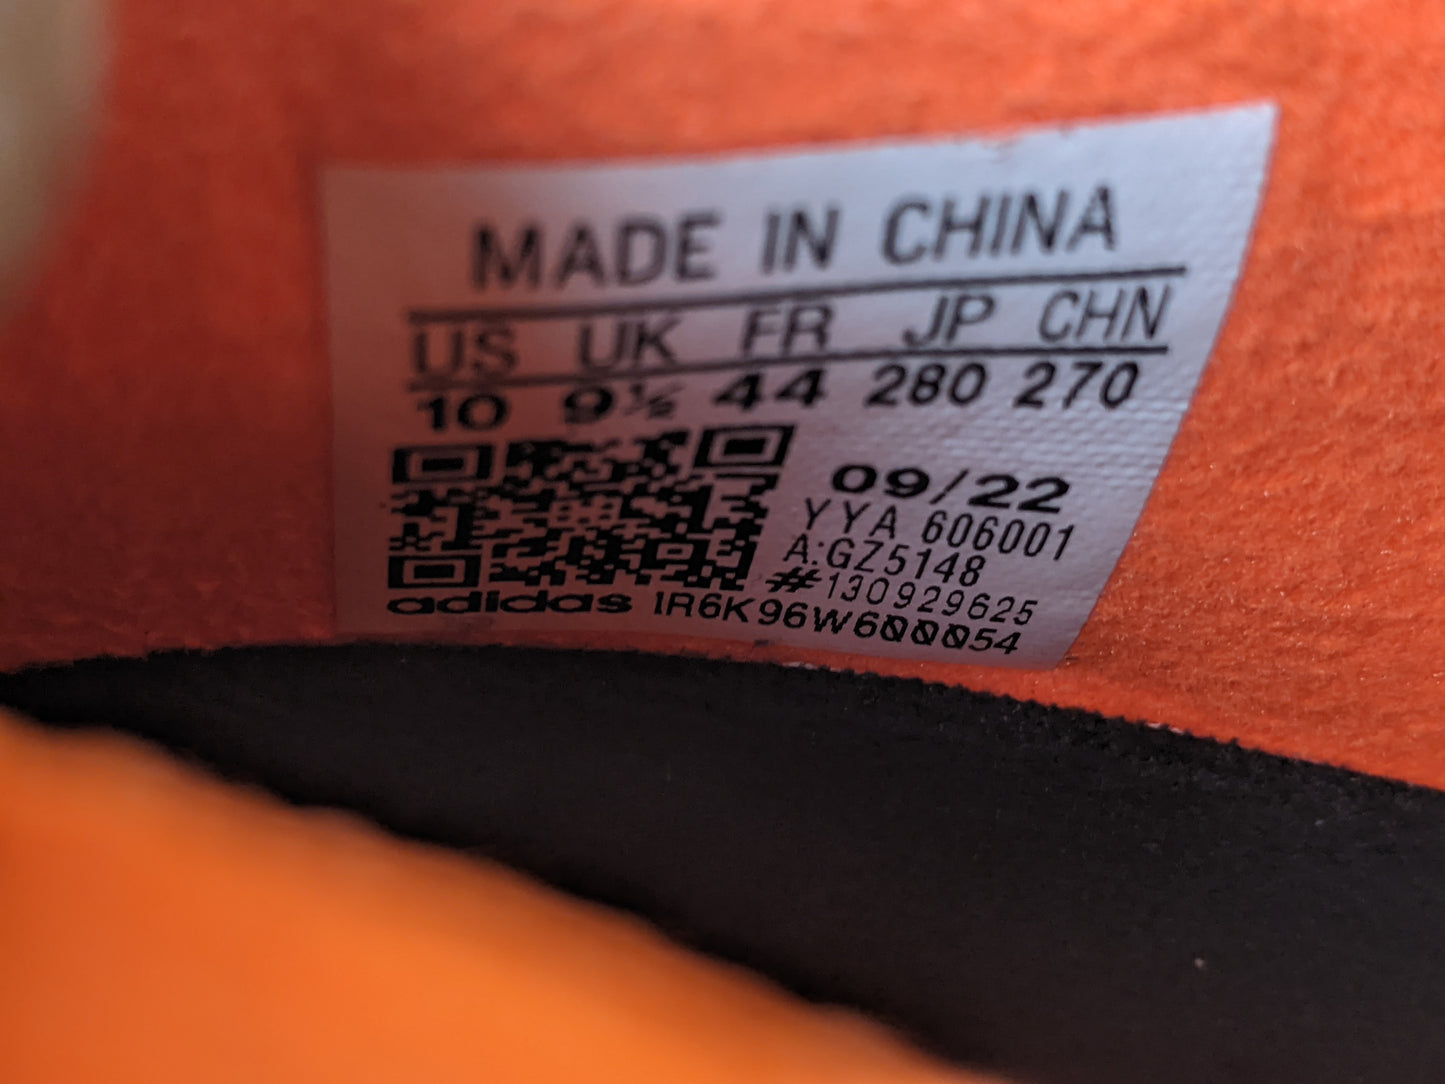 MADE IN CHINA
US UK FR JP CHN
10 9½ 44 280 270
09/22
YYA 606001
A:GZ5148
#130929625
adidas 1R6K96W600054